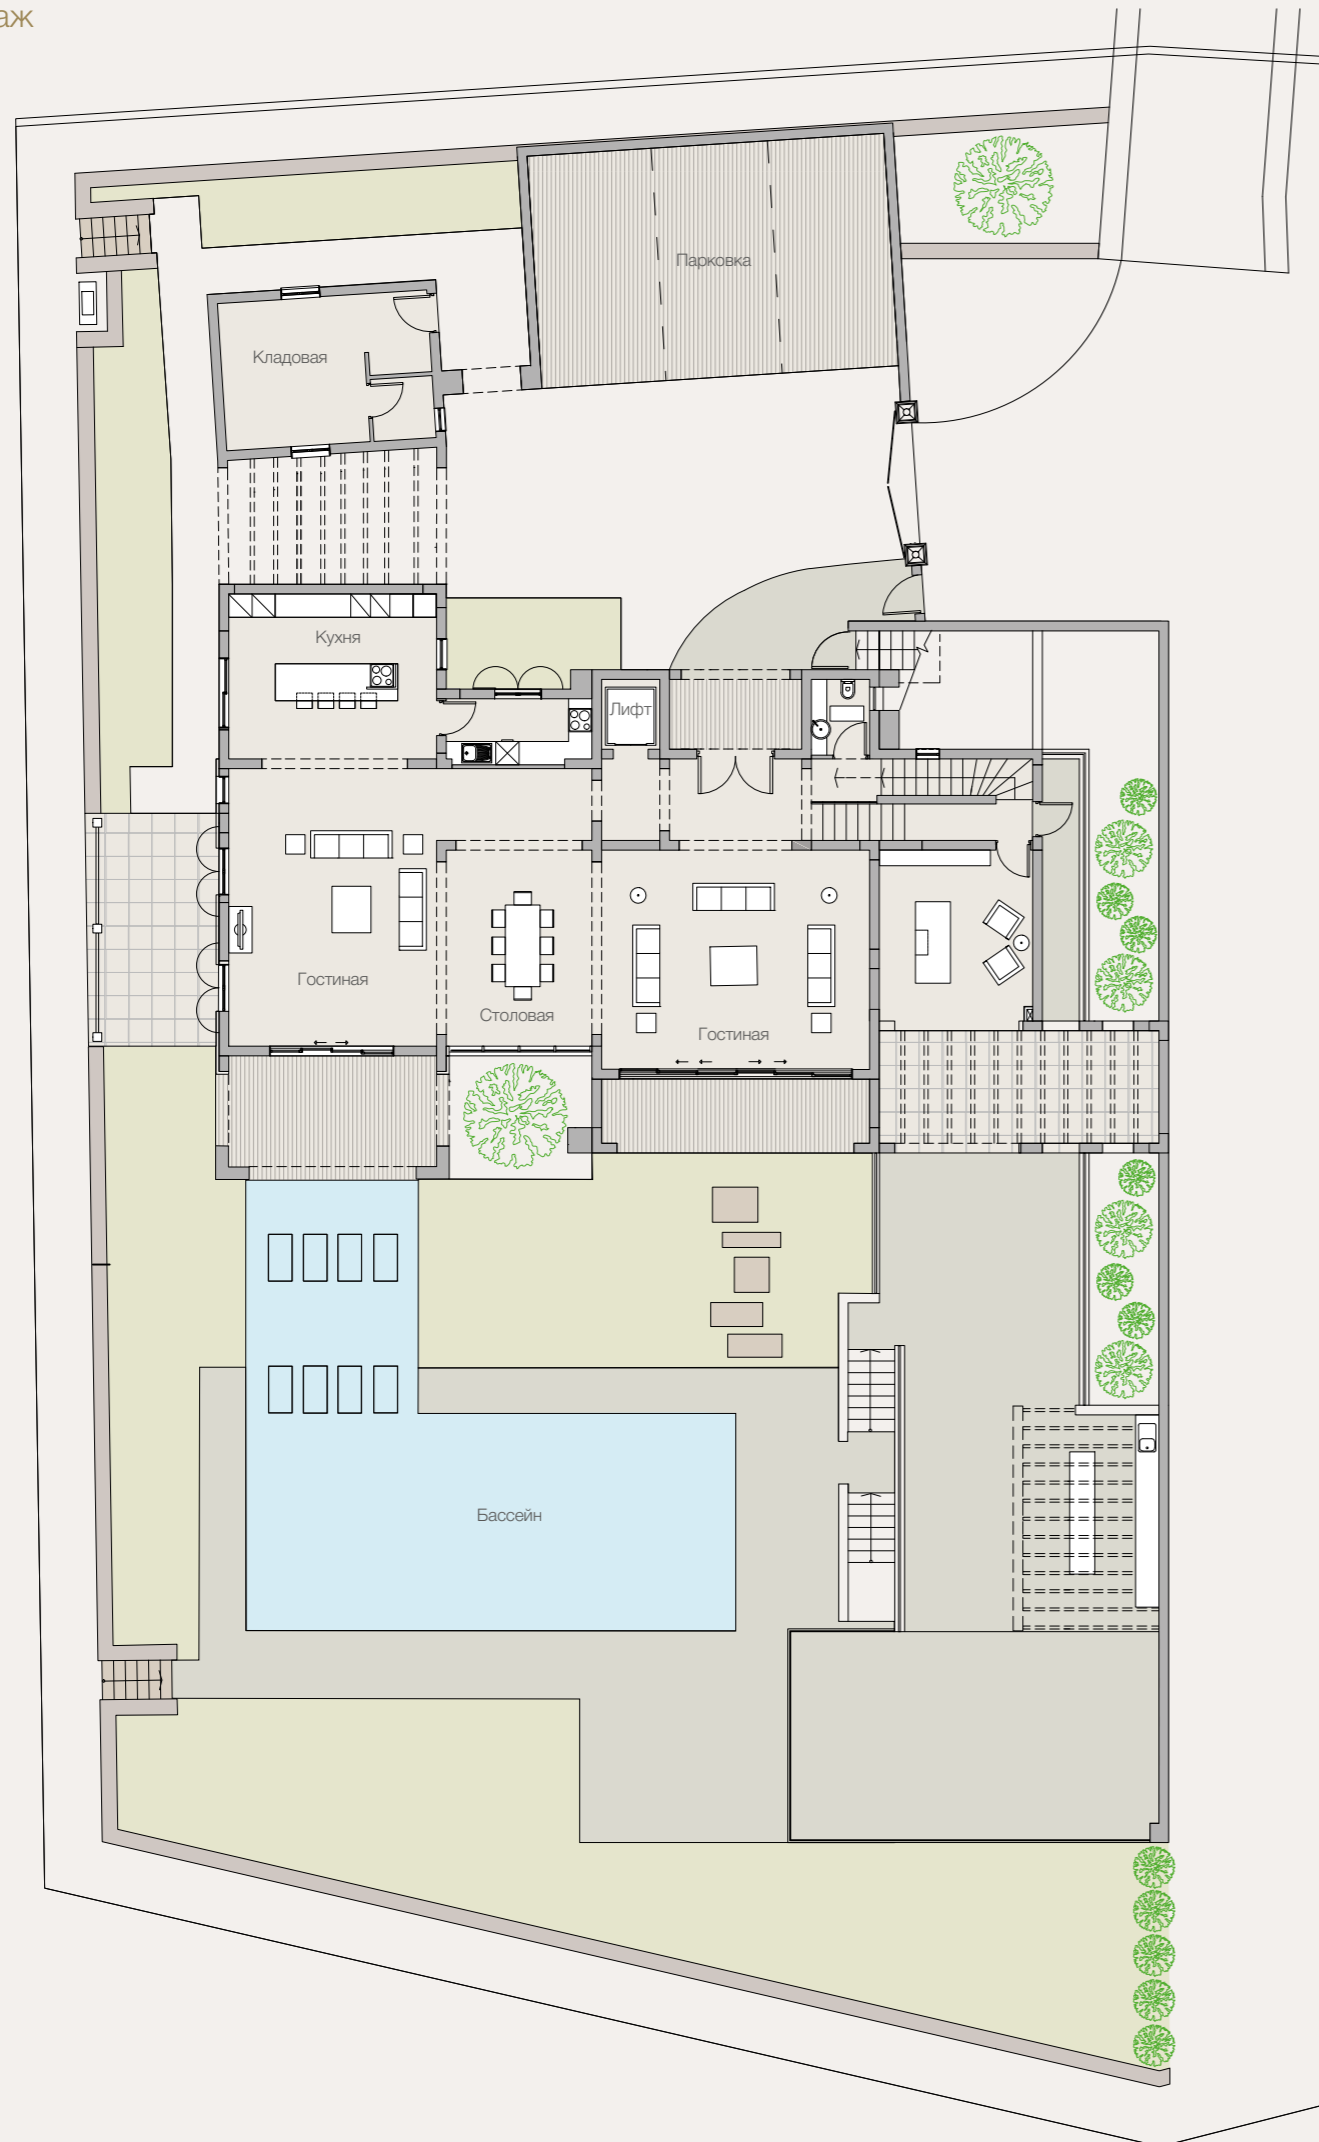 аж
Парковка
Кладовая
Кухня
Лифт
Гостиная
Столовая
Гостиная
Бассейн